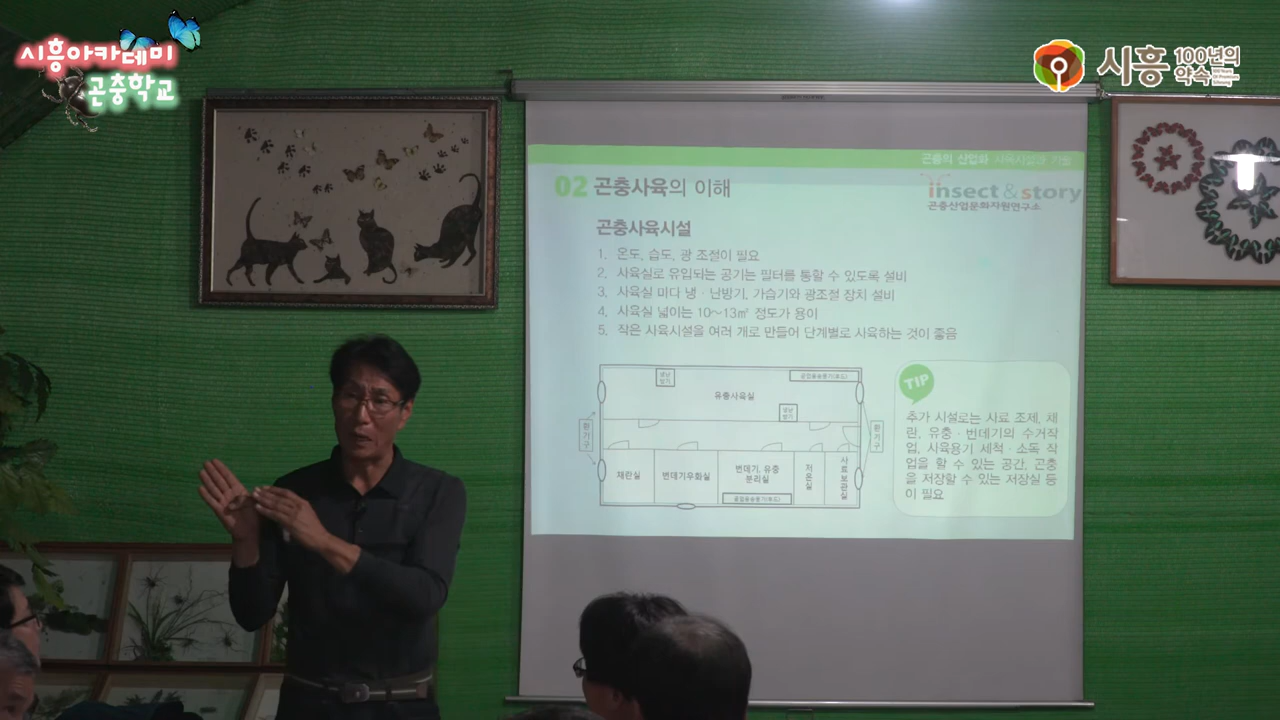 시흥아카데미
곤충학교
시흥 100년의
약속
곤충의 산업화 사육시설과 기술
02 곤충사육의 이해
insect & story
곤충산업문화자원연구소
곤충사육시설
1. 온도, 습도, 광 조절이 필요
2. 사육실로 유입되는 공기는 필터를 통할 수 있도록 설비
3. 사육실 마다 냉·난방기, 가습기와 광조절 장치 설비
4. 사육실 넓이는 10~13㎡ 정도가 용이
5. 작은 사육시설을 여러 개로 만들어 단계별로 사육하는 것이 좋음
냉난
방기
유충사육실
냉난
방기
환기구
환기구
채란실
번데기우화실
번데기, 유충
분리실
저온실
사료보관실
TIP
추가 시설로는 사료 조제, 채
란, 유충·번데기의 수거작
업, 사육용기 세척·소독 작
업을 할 수 있는 공간, 곤충
을 저장할 수 있는 저장실 등
이 필요